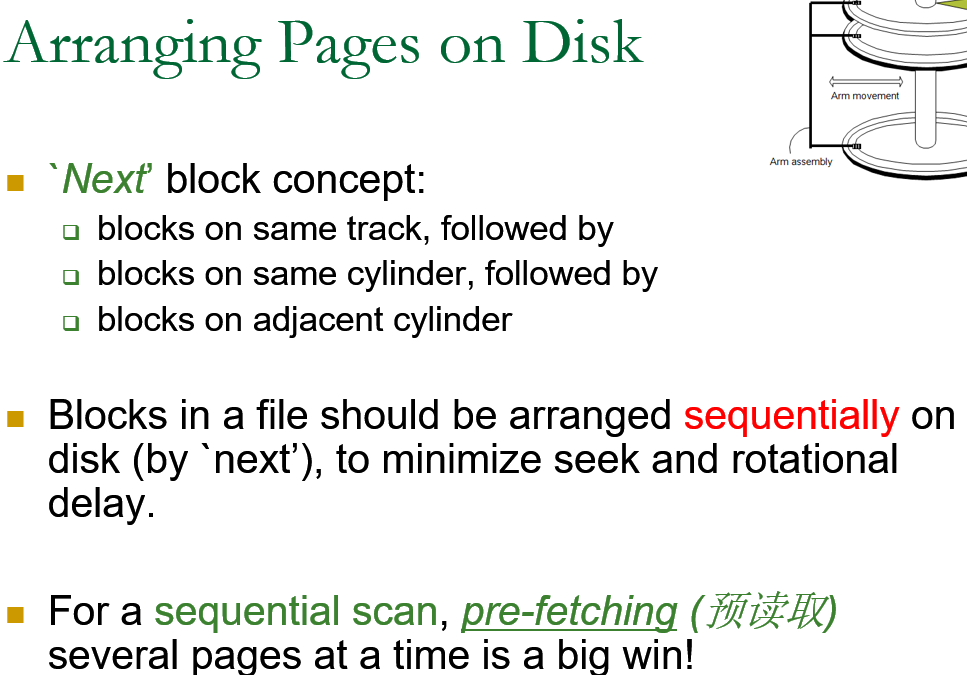 Arranging Pages on Disk
Arm movement
Arm assembly
`Next’ block concept:
blocks on same track, followed by
blocks on same cylinder, followed by
blocks on adjacent cylinder
Blocks in a file should be arranged sequentially on
disk (by `next’), to minimize seek and rotational
delay.
For a sequential scan, pre-fetching (预读取)
several pages at a time is a big win!